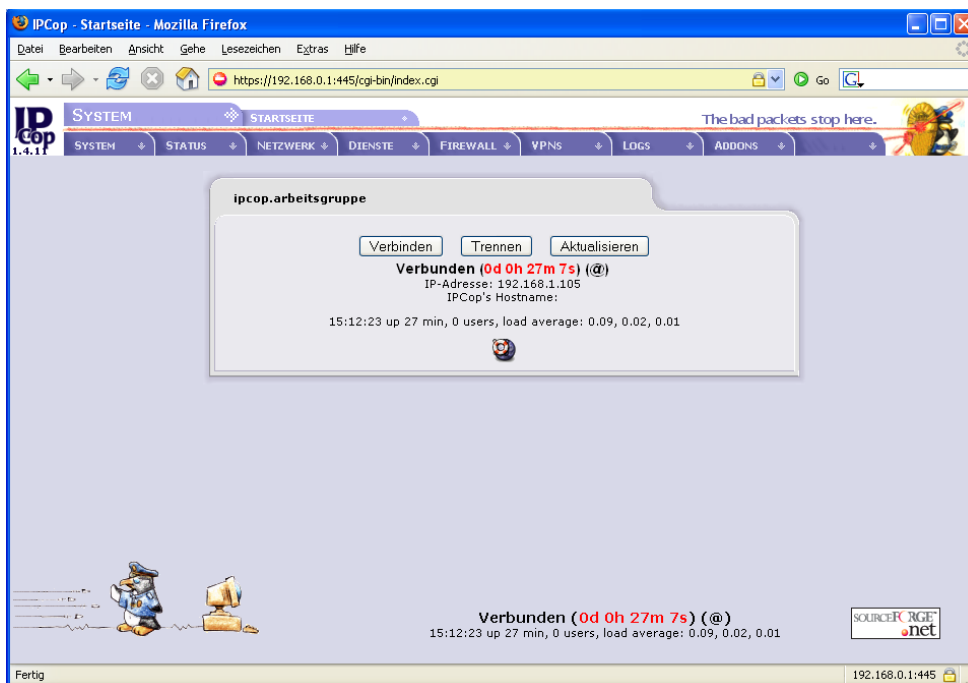 IPCop - Startseite - Mozilla Firefox
Datei Bearbeiten Ansicht Gehe Lesezeichen Extras Hilfe
https://192.168.0.1:445/cgi-bin/index.cgi Go G
IP Cop 1.4.11
SYSTEM STARTSEITE The bad packets stop here.
SYSTEM STATUS NETZWERK DIENSTE FIREWALL VPNS LOGS ADDONS
ipcop.arbeitsgruppe
Verbinden Trennen Aktualisieren
Verbunden (0d 0h 27m 7s) (@)
IP-Adresse: 192.168.1.105
IPCop's Hostname:
15:12:23 up 27 min, 0 users, load average: 0.09, 0.02, 0.01
Verbunden (0d 0h 27m 7s) (@)
15:12:23 up 27 min, 0 users, load average: 0.09, 0.02, 0.01
SOURCEFORGE
.net
Fertig 192.168.0.1:445